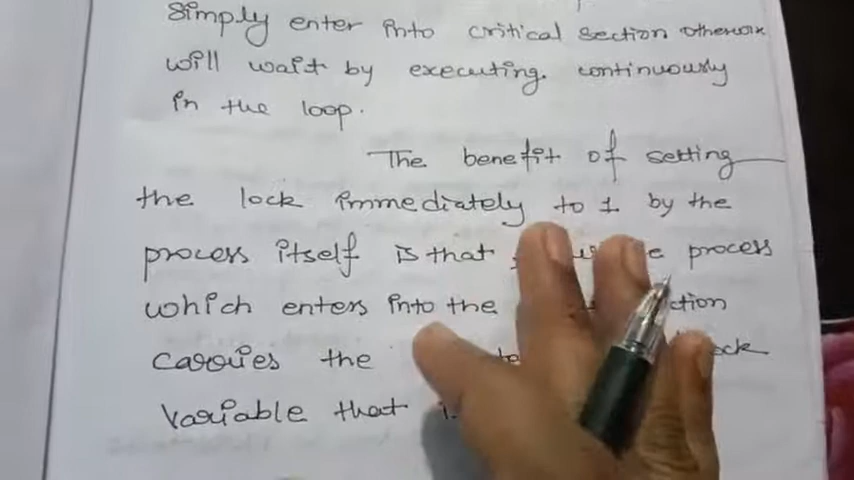 Simply enter into critical section otherwise
will wait by executing. continuously
in the loop.
The benefit of setting
the lock immediately to 1 by the
process itself is that process
which enters into the
carries the
Variable that